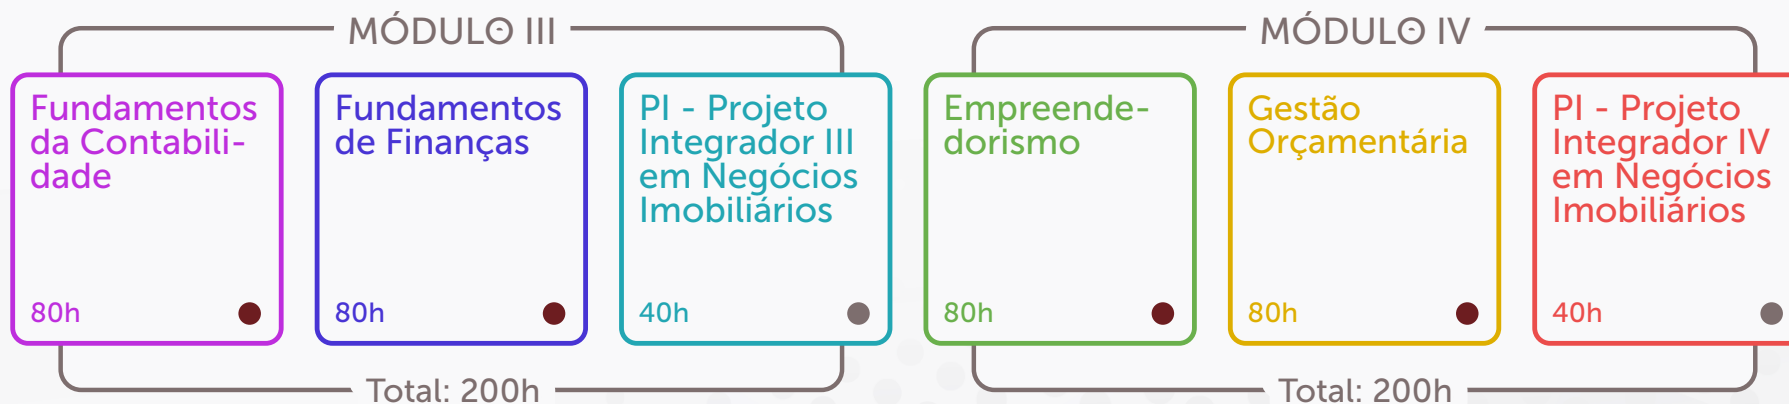 MÓDULO III
Fundamentos
da Contabili-
dade
80h
Fundamentos
de Finanças
80h
PI - Projeto
Integrador III
em Negócios
Imobiliários
40h
Total: 200h
MÓDULO IV
Empreende-
dorismo
80h
Gestão
Orçamentária
80h
PI - Projeto
Integrador IV
em Negócios
Imobiliários
40h
Total: 200h